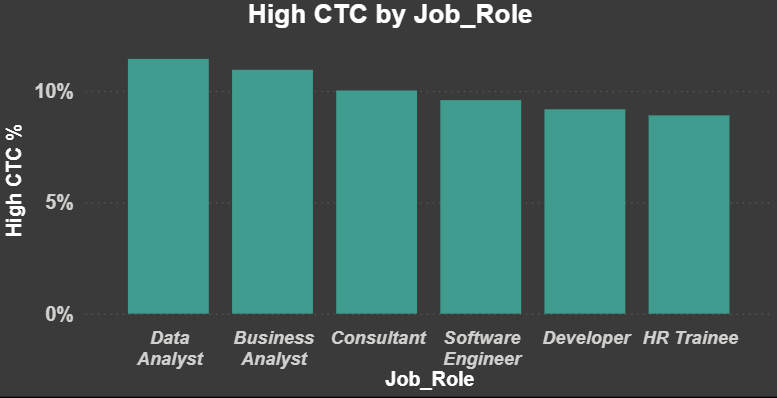 High CTC by Job_Role
High CTC %
10%
5%
0%
Data
Analyst
Business
Analyst
Consultant
Software
Engineer
Developer
HR Trainee
Job_Role